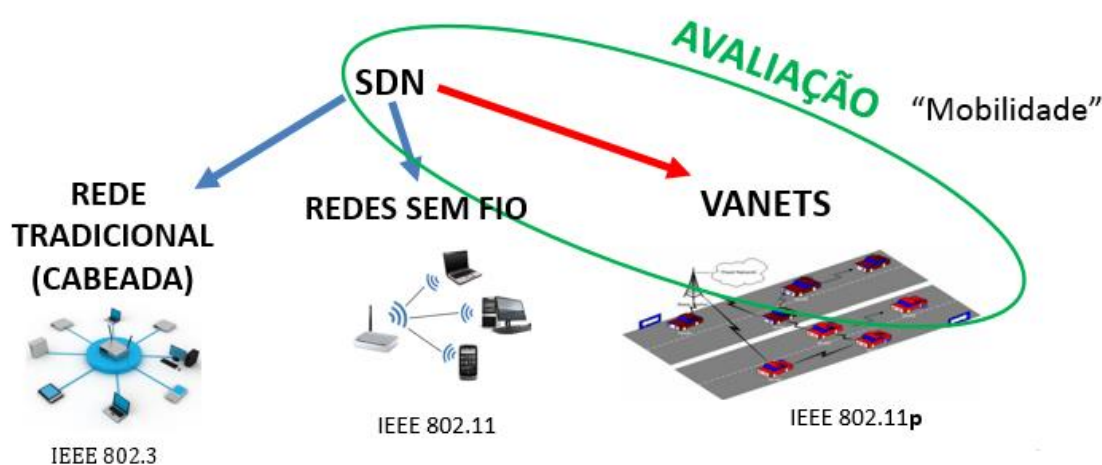 AVALIAÇÃO
SDN
“Mobilidade”
REDE
TRADICIONAL
(CABEADA)
REDES SEM FIO
VANETS
IEEE 802.3
IEEE 802.11
IEEE 802.11p